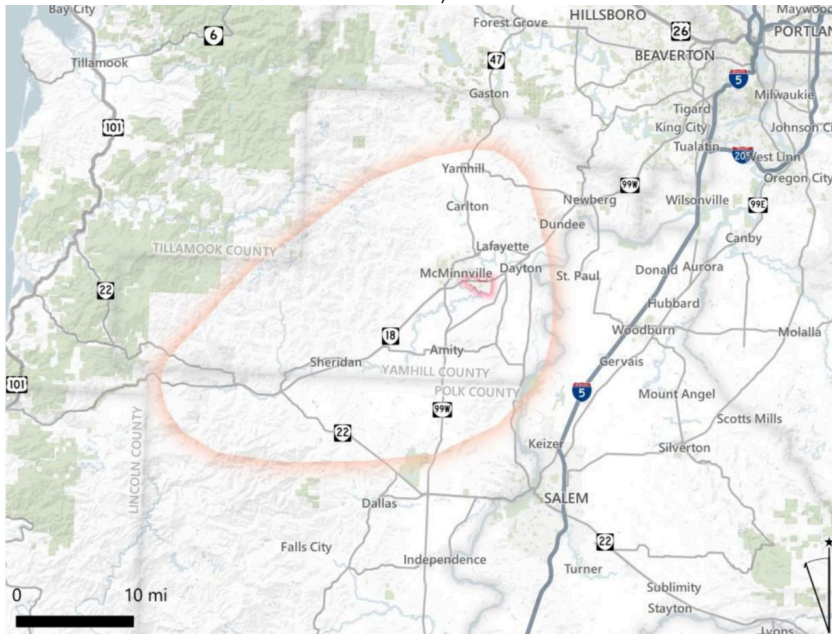 Bay City
HILLSBORO
Maywoo
Forest Grove
26
PORTLAN
6
BEAVERTON
Tillamook
47
5
Gaston
Milwaukie
Tigard
101
King City
Johnson C
Tualatin
205
West Linn
Yamhill
Oregon City
99W
Newberg
Wilsonville
99E
Carlton
Dundee
TILLAMOOK COUNTY
Lafayette
Canby
McMinnville
Dayton
St. Paul
Donald
Aurora
22
Hubbard
18
Woodburn
Molalla
Amity
Sheridan
Gervais
YAMHILL COUNTY
101
POLK COUNTY
5
Mount Angel
99W
Scotts Mills
LINCOLN COUNTY
22
Keizer
Silverton
SALEM
Dallas
22
Falls City
Independence
Turner
Sublimity
0
10 mi
Stayton
Lyons